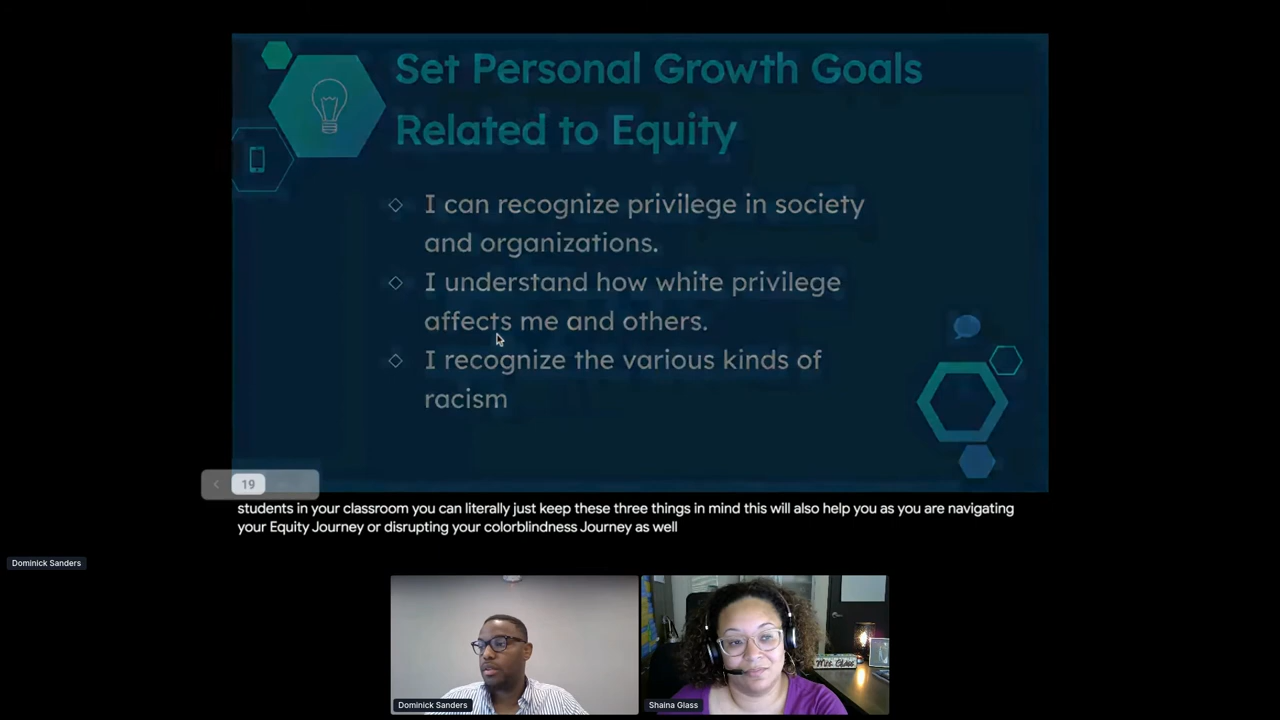 Set Personal Growth Goals
Related to Equity
I can recognize privilege in society
and organizations.
I understand how white privilege
affects me and others.
I recognize the various kinds of
racism
19
students in your classroom you can literally just keep these three things in mind this will also help you as you are navigating
your Equity Journey or disrupting your colorblindness Journey as well
Dominick Sanders
Mrs. Glass
Dominick Sanders
Shaina Glass